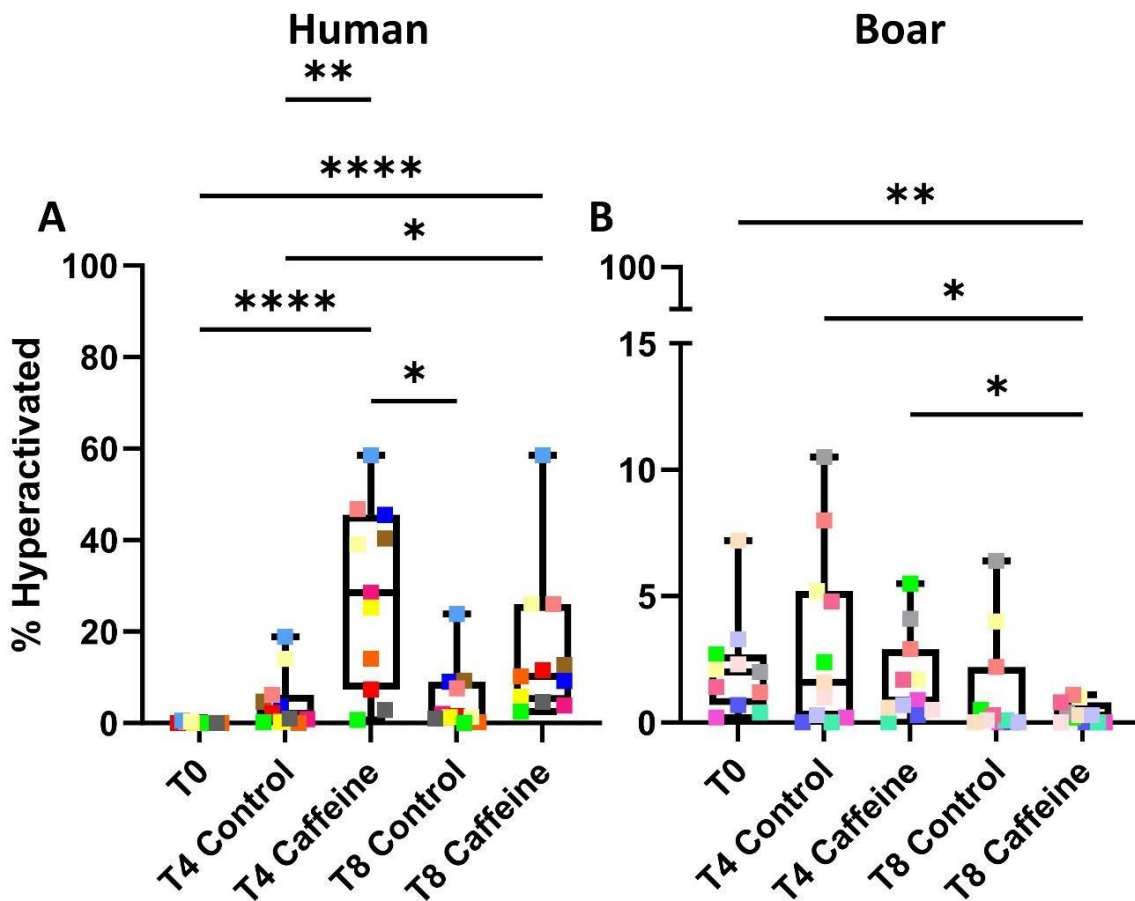 Human
**
****
*
****
*
A
100
80
60
40
20
0
% Hyperactivated
T0
T4 Control
T4 Caffeine
T8 Control
T8 Caffeine
Boar
**
*
*
B
100
15
10
5
0
T0
T4 Control
T4 Caffeine
T8 Control
T8 Caffeine